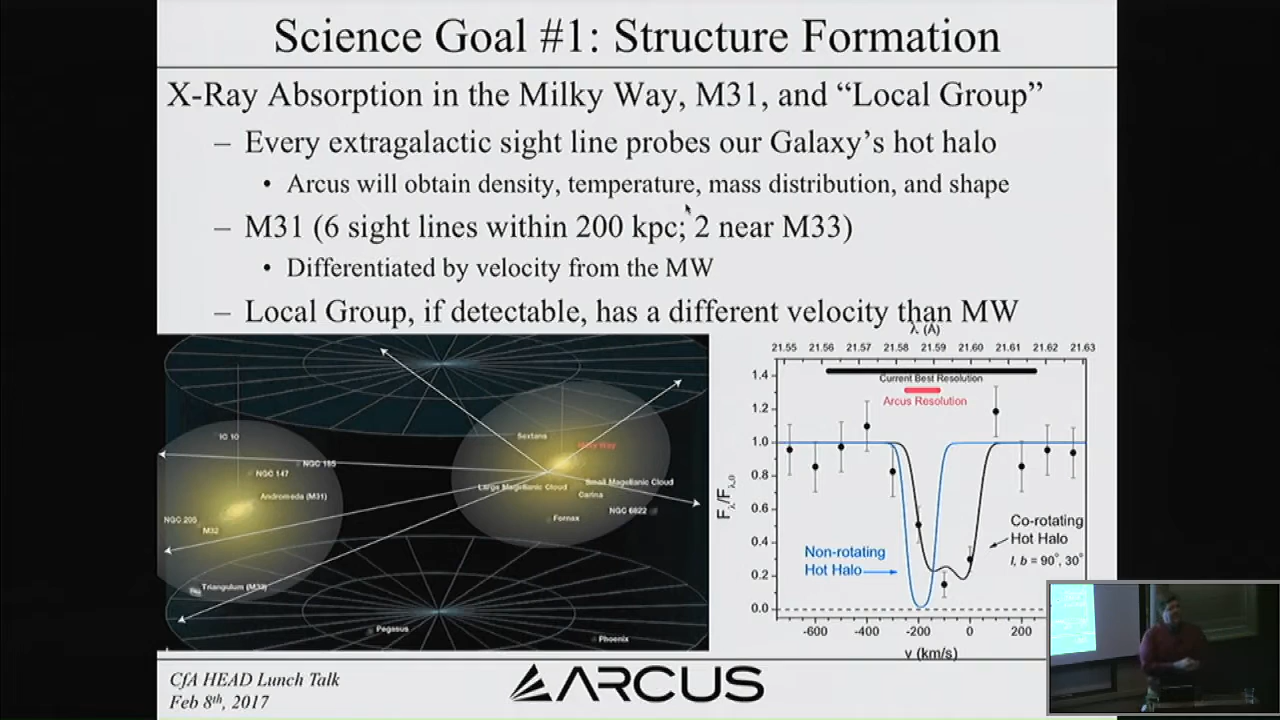 Science Goal #1: Structure Formation
X-Ray Absorption in the Milky Way, M31, and “Local Group”
– Every extragalactic sight line probes our Galaxy’s hot halo
• Arcus will obtain density, temperature, mass distribution, and shape
– M31 (6 sight lines within 200 kpc; 2 near M33)
• Differentiated by velocity from the MW
– Local Group, if detectable, has a different velocity than MW
IC 10
NGC 185
NGC 147
Andromeda (M31)
NGC 205
M32
Triangulum (M33)
Sextans
Milky Way
Large Magellanic Cloud
Small Magellanic Cloud
Carina
NGC 6822
Fornax
Pegasus
Phoenix
λ (Å)
21.55 21.56 21.57 21.58 21.59 21.60 21.61 21.62 21.63
Current Best Resolution
Arcus Resolution
1.4
1.2
1.0
0.8
0.6
0.4
0.2
0.0
Fλ/Fλ,0
Non-rotating
Hot Halo
Co-rotating
Hot Halo
l, b = 90°, 30°
-600 -400 -200 0 200
v (km/s)
CfA HEAD Lunch Talk
Feb 8th, 2017
ARCUS